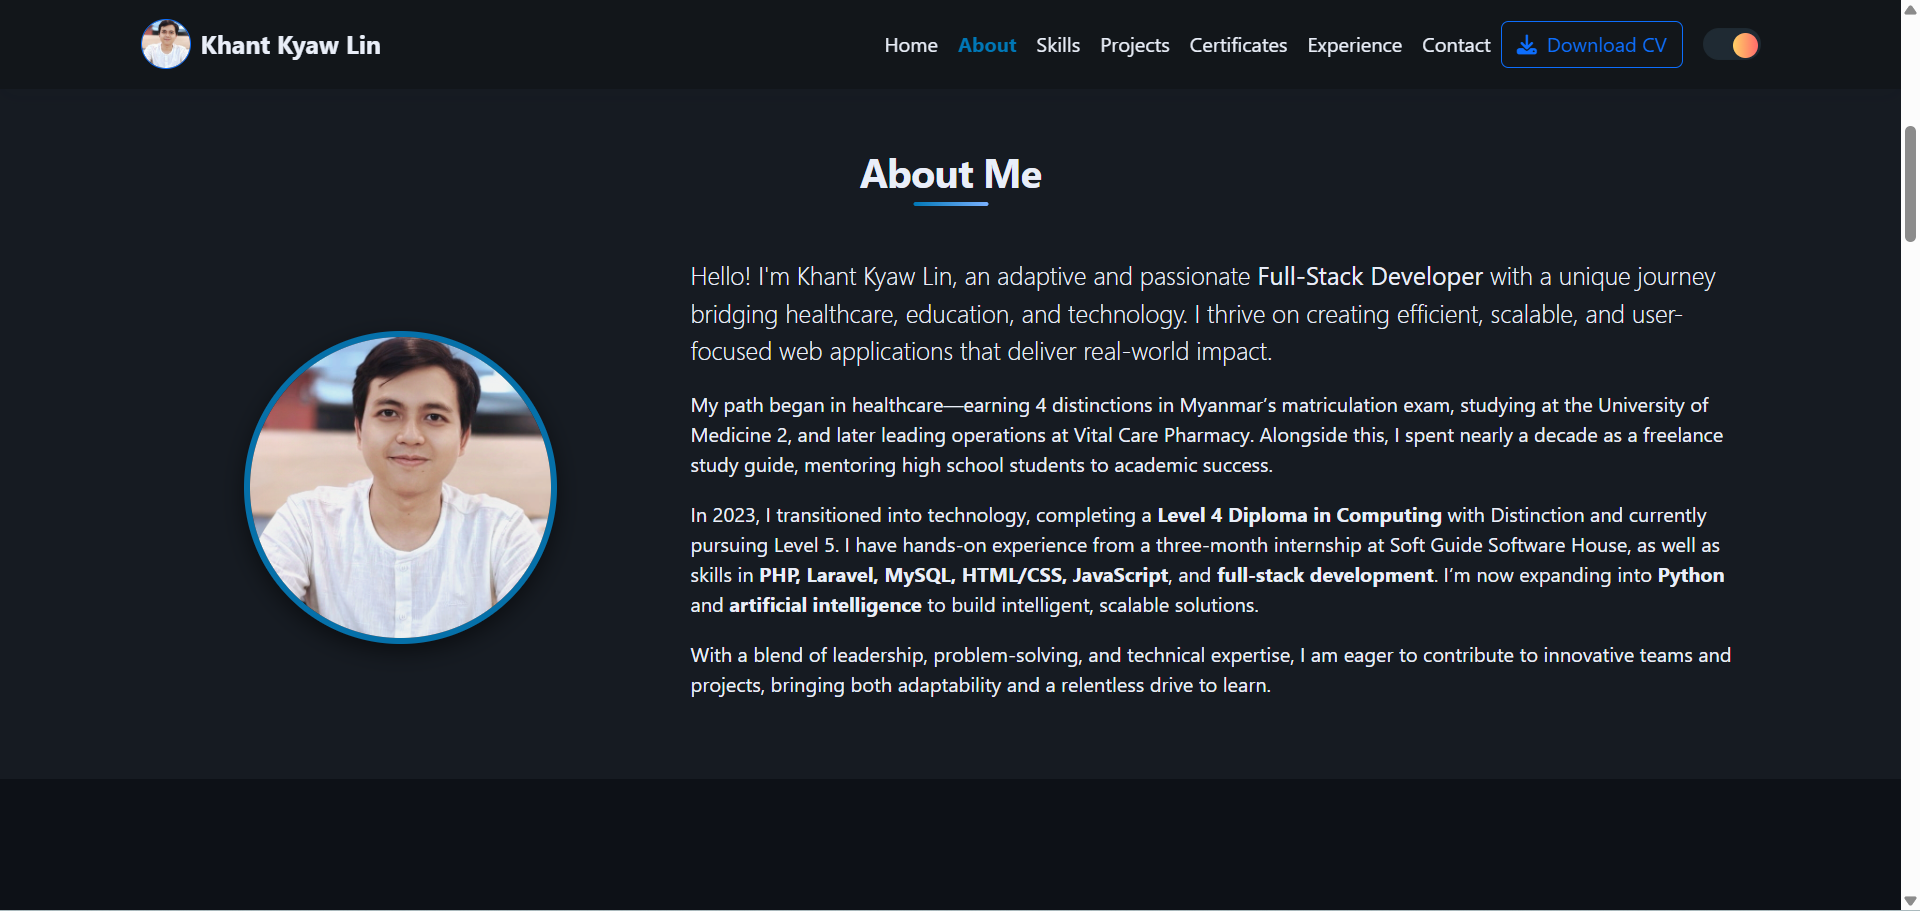 Khant Kyaw Lin
Home About Skills Projects Certificates Experience Contact Download CV
About Me
Hello! I'm Khant Kyaw Lin, an adaptive and passionate Full-Stack Developer with a unique journey
bridging healthcare, education, and technology. I thrive on creating efficient, scalable, and user-
focused web applications that deliver real-world impact.
My path began in healthcare—earning 4 distinctions in Myanmar’s matriculation exam, studying at the University of
Medicine 2, and later leading operations at Vital Care Pharmacy. Alongside this, I spent nearly a decade as a freelance
study guide, mentoring high school students to academic success.
In 2023, I transitioned into technology, completing a Level 4 Diploma in Computing with Distinction and currently
pursuing Level 5. I have hands-on experience from a three-month internship at Soft Guide Software House, as well as
skills in PHP, Laravel, MySQL, HTML/CSS, JavaScript, and full-stack development. I’m now expanding into Python
and artificial intelligence to build intelligent, scalable solutions.
With a blend of leadership, problem-solving, and technical expertise, I am eager to contribute to innovative teams and
projects, bringing both adaptability and a relentless drive to learn.